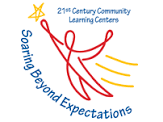 21st Century Community
Learning Centers
Soaring Beyond Expectations